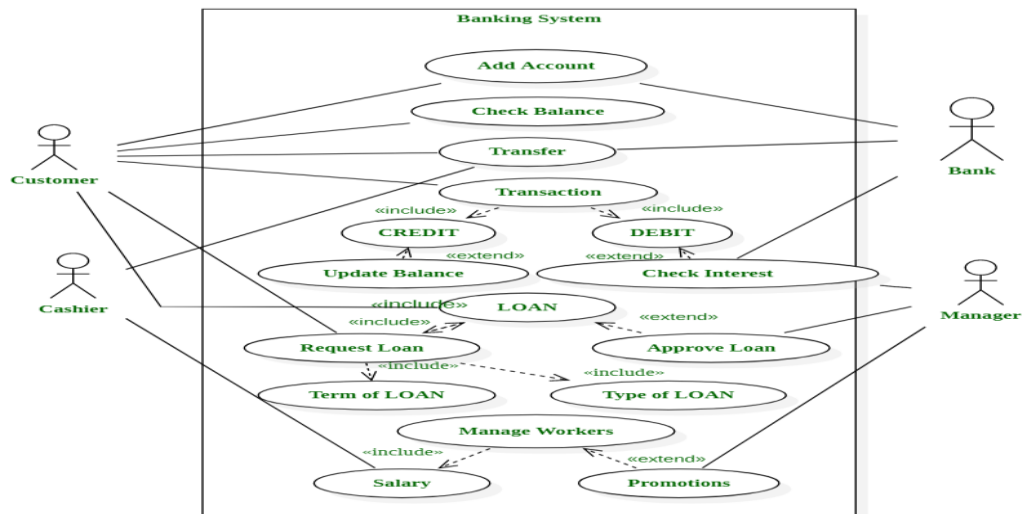 Banking System
Add Account
Check Balance
Customer
Transfer
Bank
Transaction
«include»
«include»
CREDIT
DEBIT
«extend»
«extend»
Update Balance
Check Interest
Cashier
«include»
LOAN
Manager
«include»
«extend»
Request Loan
Approve Loan
«include»
«include»
Term of LOAN
Type of LOAN
Manage Workers
«include»
«extend»
Salary
Promotions